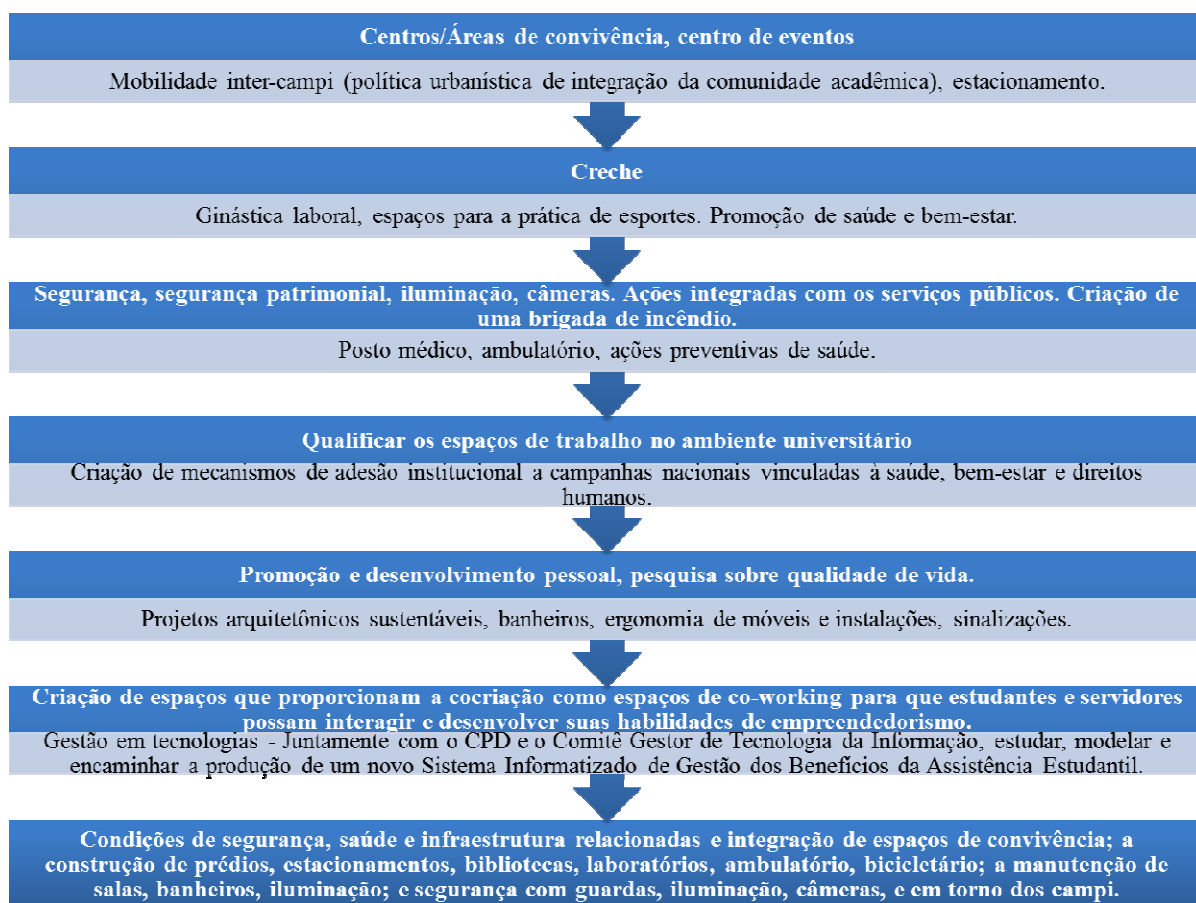 Centros/Áreas de convivência, centro de eventos
Mobilidade inter-campi (política urbanística de integração da comunidade acadêmica), estacionamento.
Creche
Ginástica laboral, espaços para a prática de esportes. Promoção de saúde e bem-estar.
Segurança, segurança patrimonial, iluminação, câmeras. Ações integradas com os serviços públicos. Criação de
uma brigada de incêndio.
Posto médico, ambulatório, ações preventivas de saúde.
Qualificar os espaços de trabalho no ambiente universitário
Criação de mecanismos de adesão institucional a campanhas nacionais vinculadas à saúde, bem-estar e direitos
humanos.
Promoção e desenvolvimento pessoal, pesquisa sobre qualidade de vida.
Projetos arquitetônicos sustentáveis, banheiros, ergonomia de móveis e instalações, sinalizações.
Criação de espaços que proporcionam a cocriação como espaços de co-working para que estudantes e servidores
possam interagir e desenvolver suas habilidades de empreendedorismo.
Gestão em tecnologias - Juntamente com o CPD e o Comitê Gestor de Tecnologia da Informação, estudar, modelar e
encaminhar a produção de um novo Sistema Informatizado de Gestão dos Benefícios da Assistência Estudantil.
Condições de segurança, saúde e infraestrutura relacionadas e integração de espaços de convivência; a
construção de prédios, estacionamentos, bibliotecas, laboratórios, ambulatório, bicicletário; a manutenção de
salas, banheiros, iluminação; e segurança com guardas, iluminação, câmeras, e em torno dos campi.